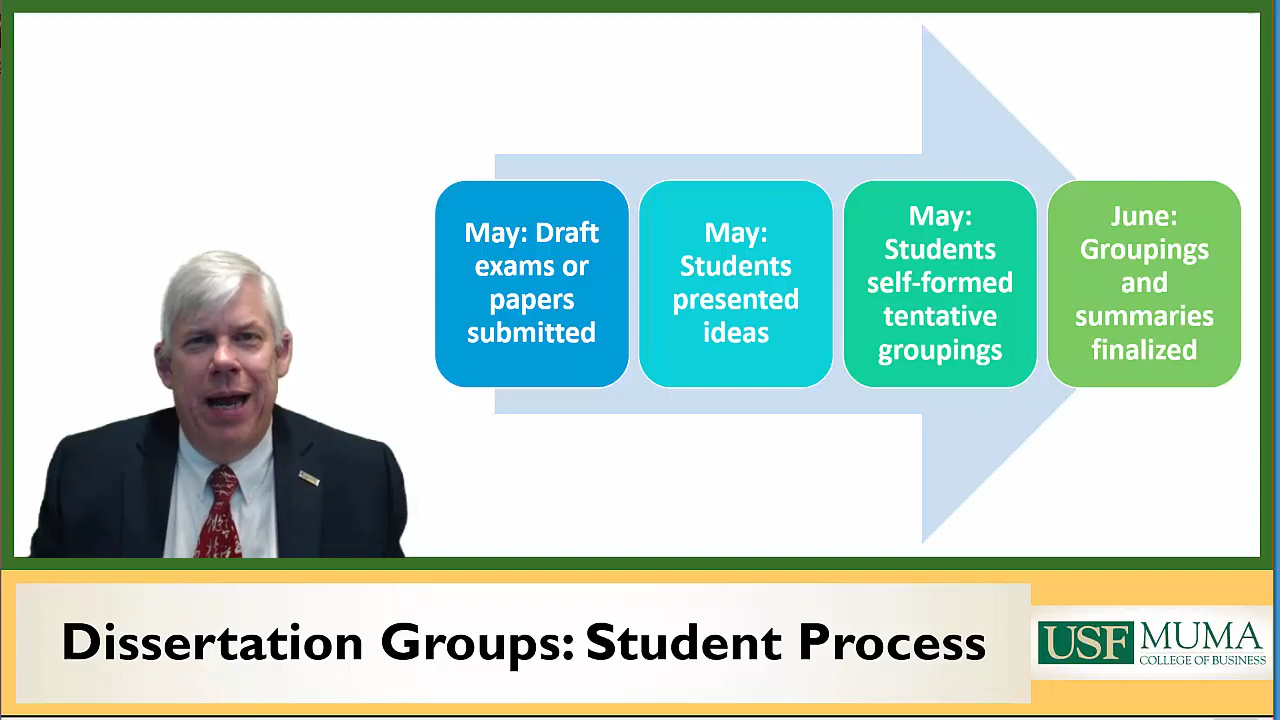 May: Draft
exams or
papers
submitted
May:
Students
presented
ideas
May:
Students
self-formed
tentative
groupings
June:
Groupings
and
summaries
finalized
Dissertation Groups: Student Process
USF MUMA
COLLEGE OF BUSINESS